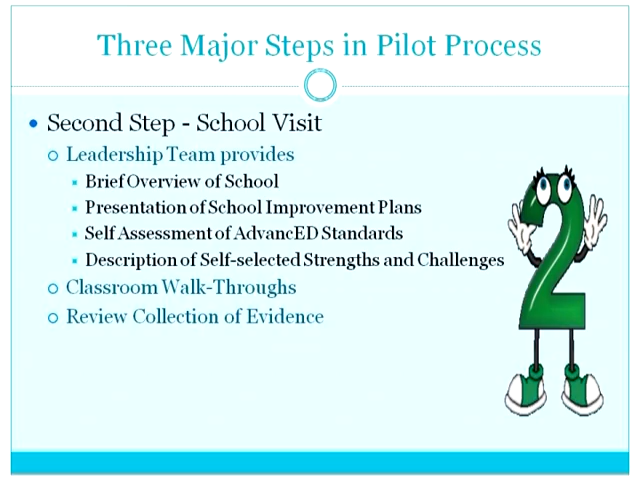 Three Major Steps in Pilot Process
Second Step - School Visit
Leadership Team provides
Brief Overview of School
Presentation of School Improvement Plans
Self Assessment of AdvancED Standards
Description of Self-selected Strengths and Challenges
Classroom Walk-Throughs
Review Collection of Evidence
2